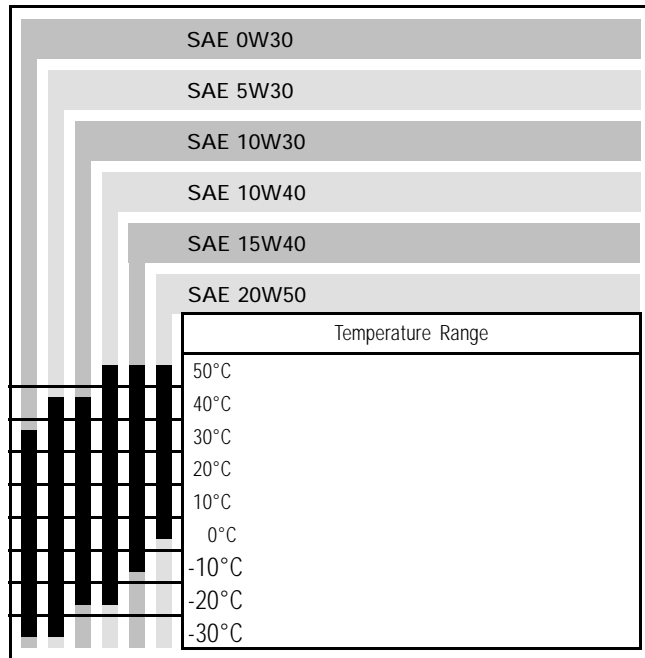 SAE 0W30
SAE 5W30
SAE 10W30
SAE 10W40
SAE 15W40
SAE 20W50
Temperature Range
50°C
40°C
30°C
20°C
10°C
0°C
-10°C
-20°C
-30°C